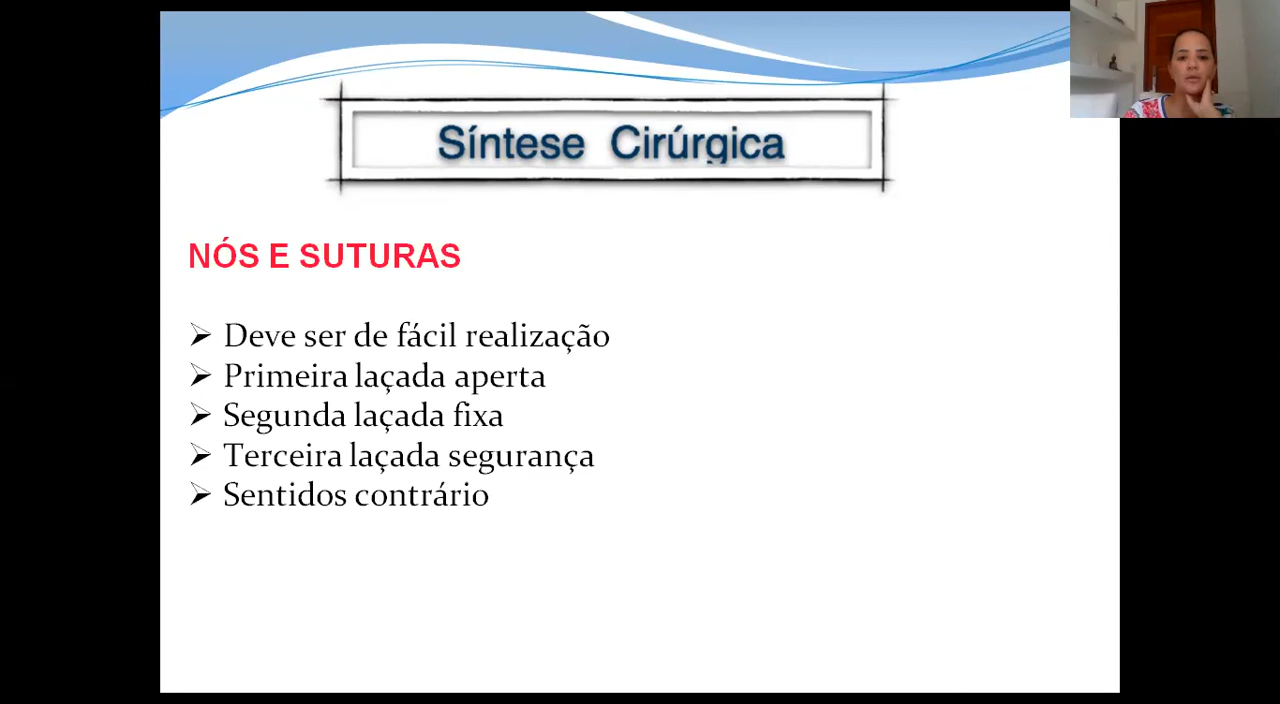 Síntese Cirúrgica
NÓS E SUTURAS
Deve ser de fácil realização
Primeira laçada aperta
Segunda laçada fixa
Terceira laçada segurança
Sentidos contrário